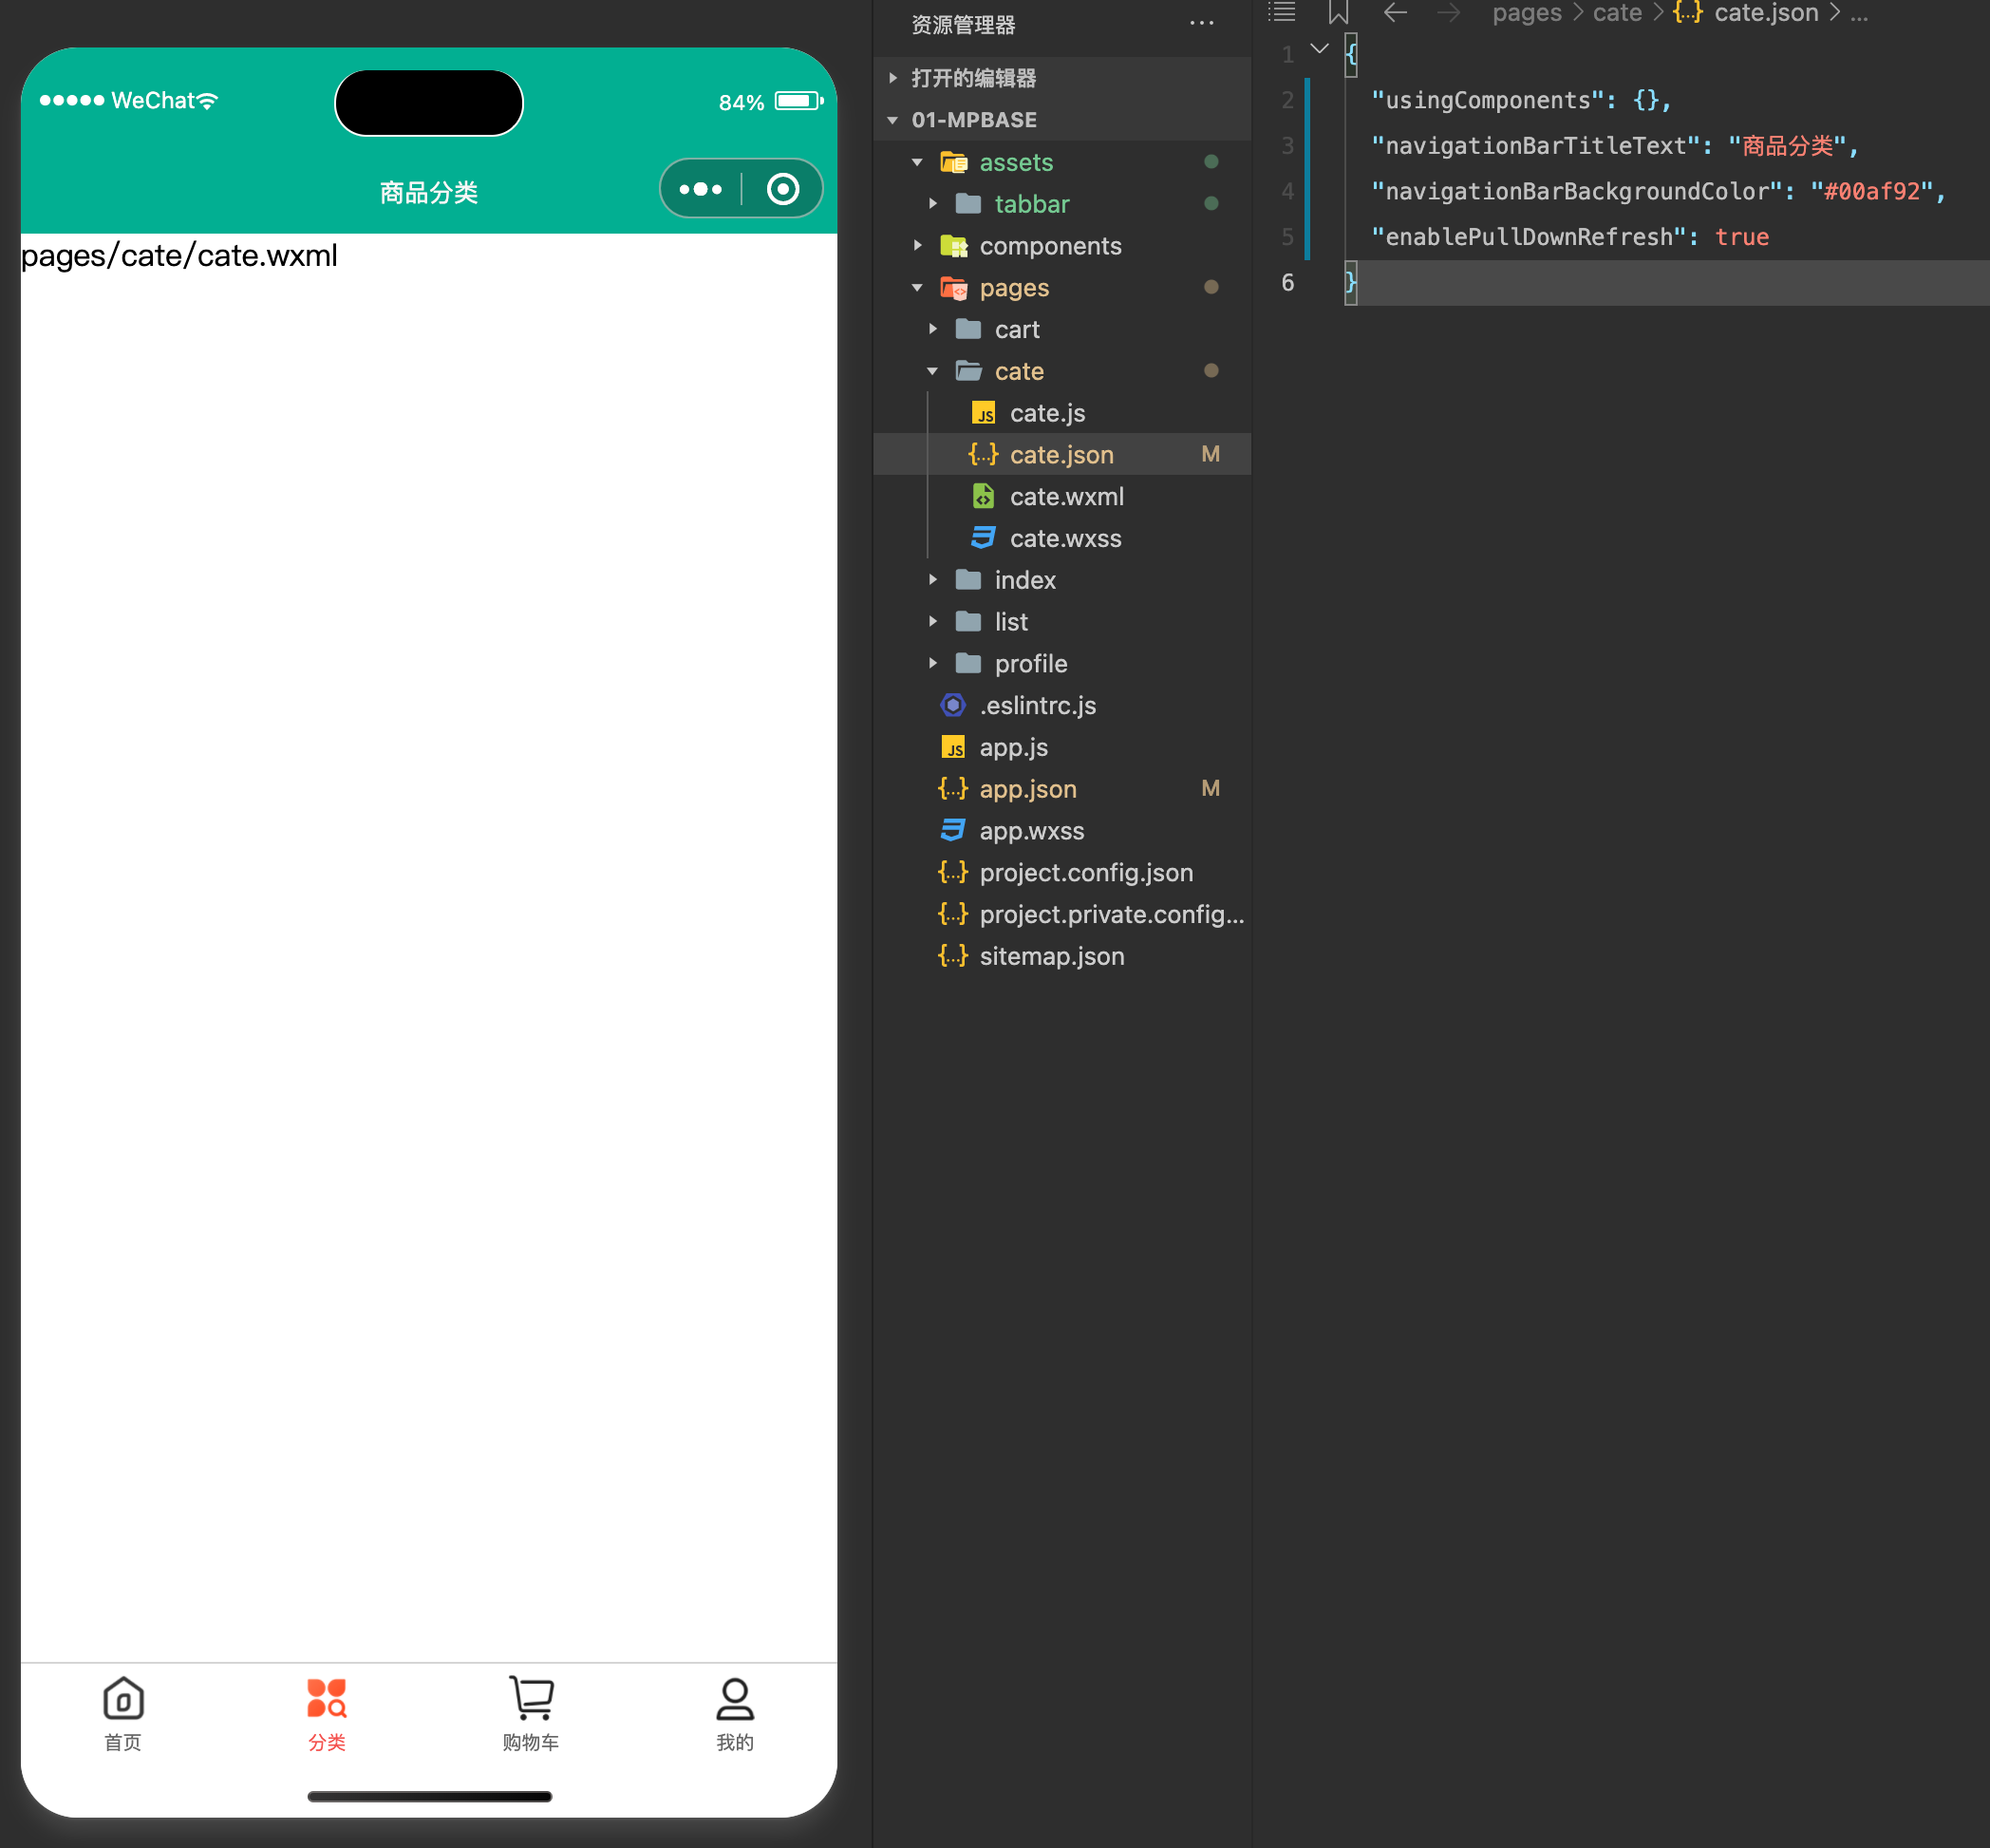 WeChat
84%
商品分类
pages/cate/cate.wxml
首页
分类
购物车
我的
资源管理器
打开的编辑器
01-MPBASE
assets
tabbar
components
pages
cart
cate
JS cate.js
{...} cate.json M
cate.wxml
cate.wxss
index
list
profile
.eslintrc.js
JS app.js
{...} app.json M
app.wxss
{...} project.config.json
{...} project.private.config...
{...} sitemap.json
pages > cate > {...} cate.json > ...
1 {
2 "usingComponents": {},
3 "navigationBarTitleText": "商品分类",
4 "navigationBarBackgroundColor": "#00af92",
5 "enablePullDownRefresh": true
6 }